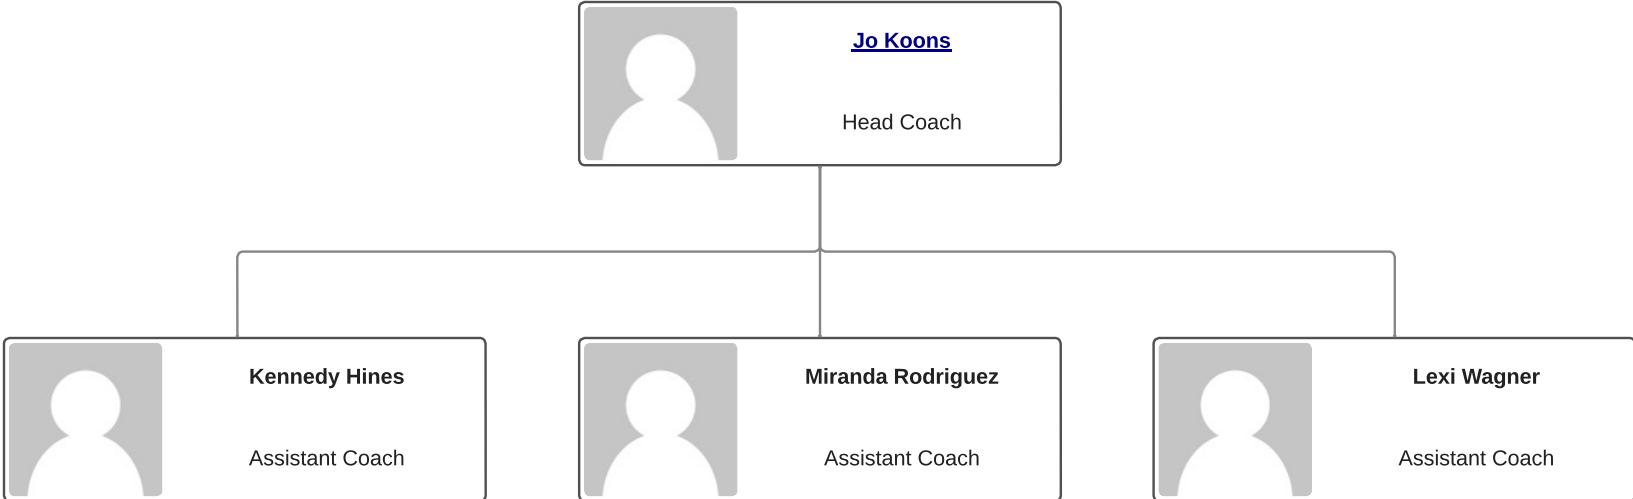 Jo Koons
Head Coach
Kennedy Hines
Assistant Coach
Miranda Rodriguez
Assistant Coach
Lexi Wagner
Assistant Coach